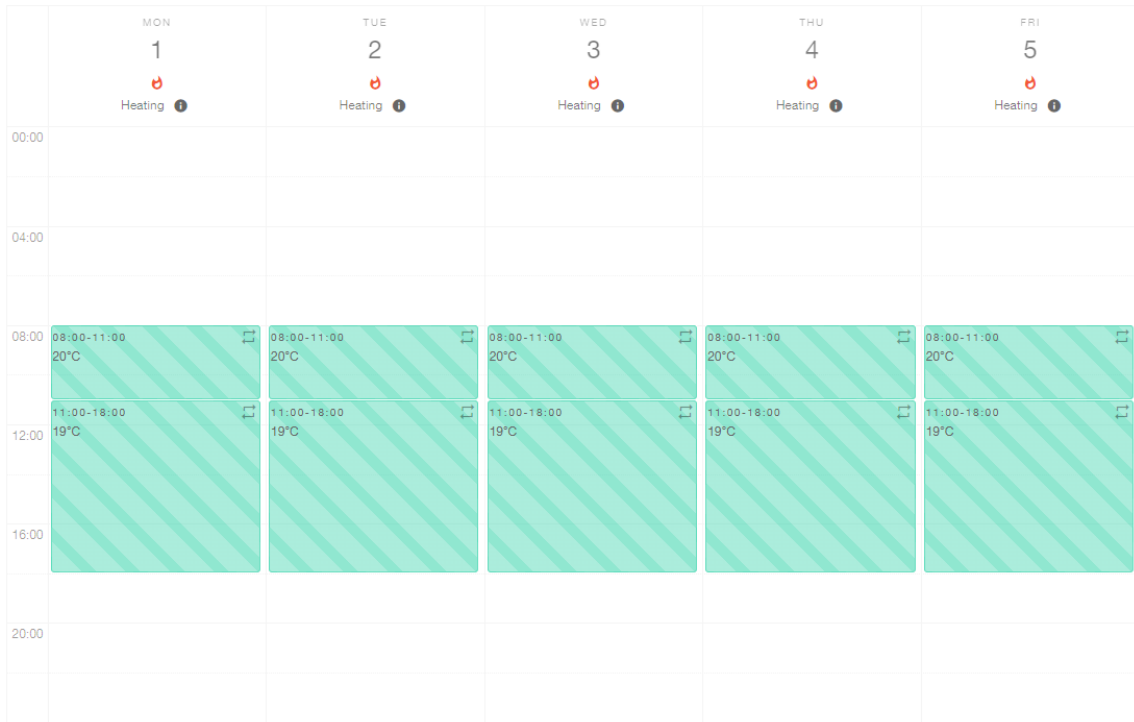 MON TUE WED THU FRI
1 2 3 4 5
Heating Heating Heating Heating Heating
00:00
04:00
08:00
08:00-11:00 08:00-11:00 08:00-11:00 08:00-11:00 08:00-11:00
20°C 20°C 20°C 20°C 20°C
11:00-18:00 11:00-18:00 11:00-18:00 11:00-18:00 11:00-18:00
12:00
19°C 19°C 19°C 19°C 19°C
16:00
20:00